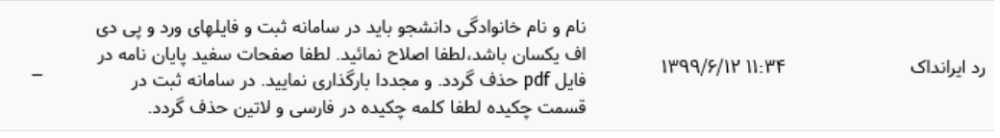 رد ایرانداک
۱۳۹۹/۶/۱۲ ۱۱:۳۴
نام و نام خانوادگی دانشجو باید در سامانه ثبت و فایلهای ورد و پی دی
اف یکسان باشد،لطفا اصلاح نمائید. لطفا صفحات سفید پایان نامه در
فایل pdf حذف گردد. و مجددا بارگذاری نمایید. در سامانه ثبت در
قسمت چکیده لطفا کلمه چکیده در فارسی و لاتین حذف گردد.
_